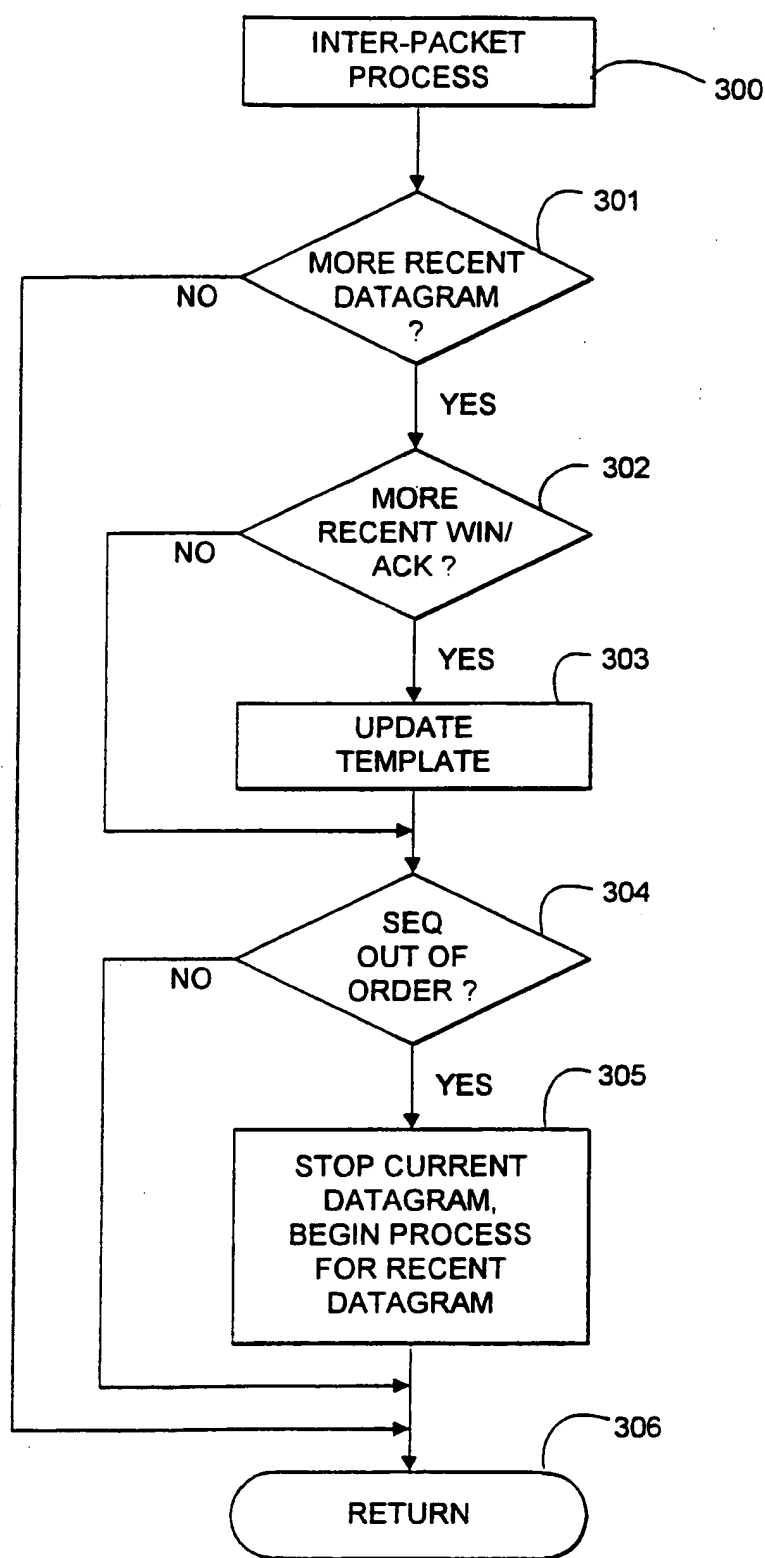 INTER-PACKET
PROCESS
300
301
MORE RECENT
DATAGRAM
?
NO
YES
302
MORE
RECENT WIN/
ACK ?
NO
YES
303
UPDATE
TEMPLATE
304
SEQ
OUT OF
ORDER ?
NO
YES
305
STOP CURRENT
DATAGRAM,
BEGIN PROCESS
FOR RECENT
DATAGRAM
306
RETURN